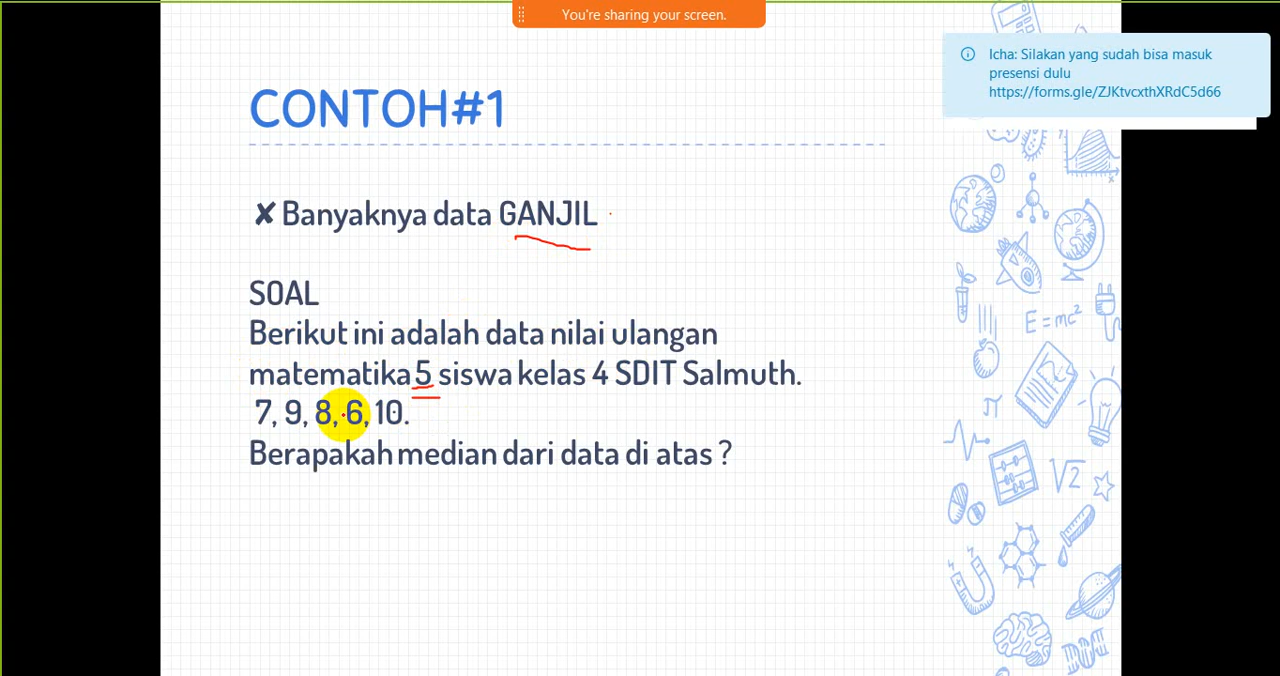 You're sharing your screen.
Icha: Silakan yang sudah bisa masuk
presensi dulu
https://forms.gle/ZJKtvcxthXRdC5d66
CONTOH#1
✘ Banyaknya data GANJIL
SOAL
Berikut ini adalah data nilai ulangan
matematika 5 siswa kelas 4 SDIT Salmuth.
7, 9, 8, 6, 10.
Berapakah median dari data di atas ?
E=mc²
π
√2